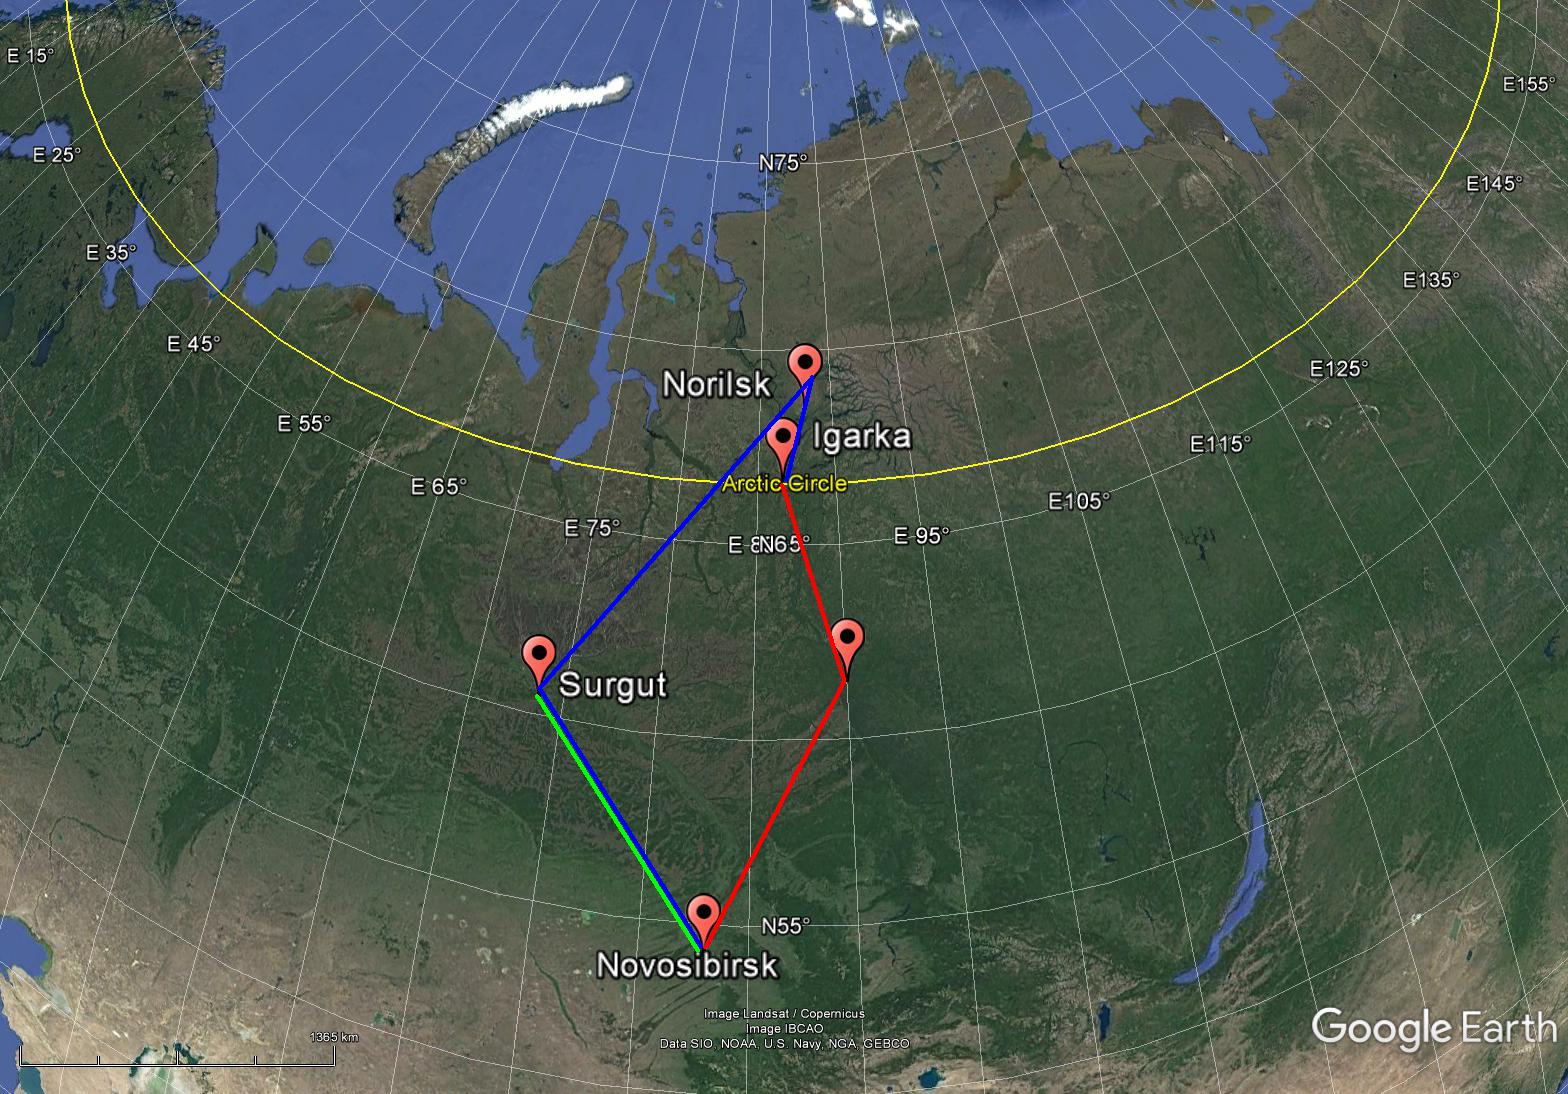 E 15°
E155°
E 25°
N75°
E145°
E 35°
E135°
E 45°
E125°
Norilsk
E 55°
Igarka
E115°
Arctic Circle
E 65°
E105°
E 75°
N65°
E 95°
Surgut
N55°
Novosibirsk
Image Landsat / Copernicus
Image IBCAO
Data SIO, NOAA, U.S. Navy, NGA, GEBCO
1365 km
Google Earth